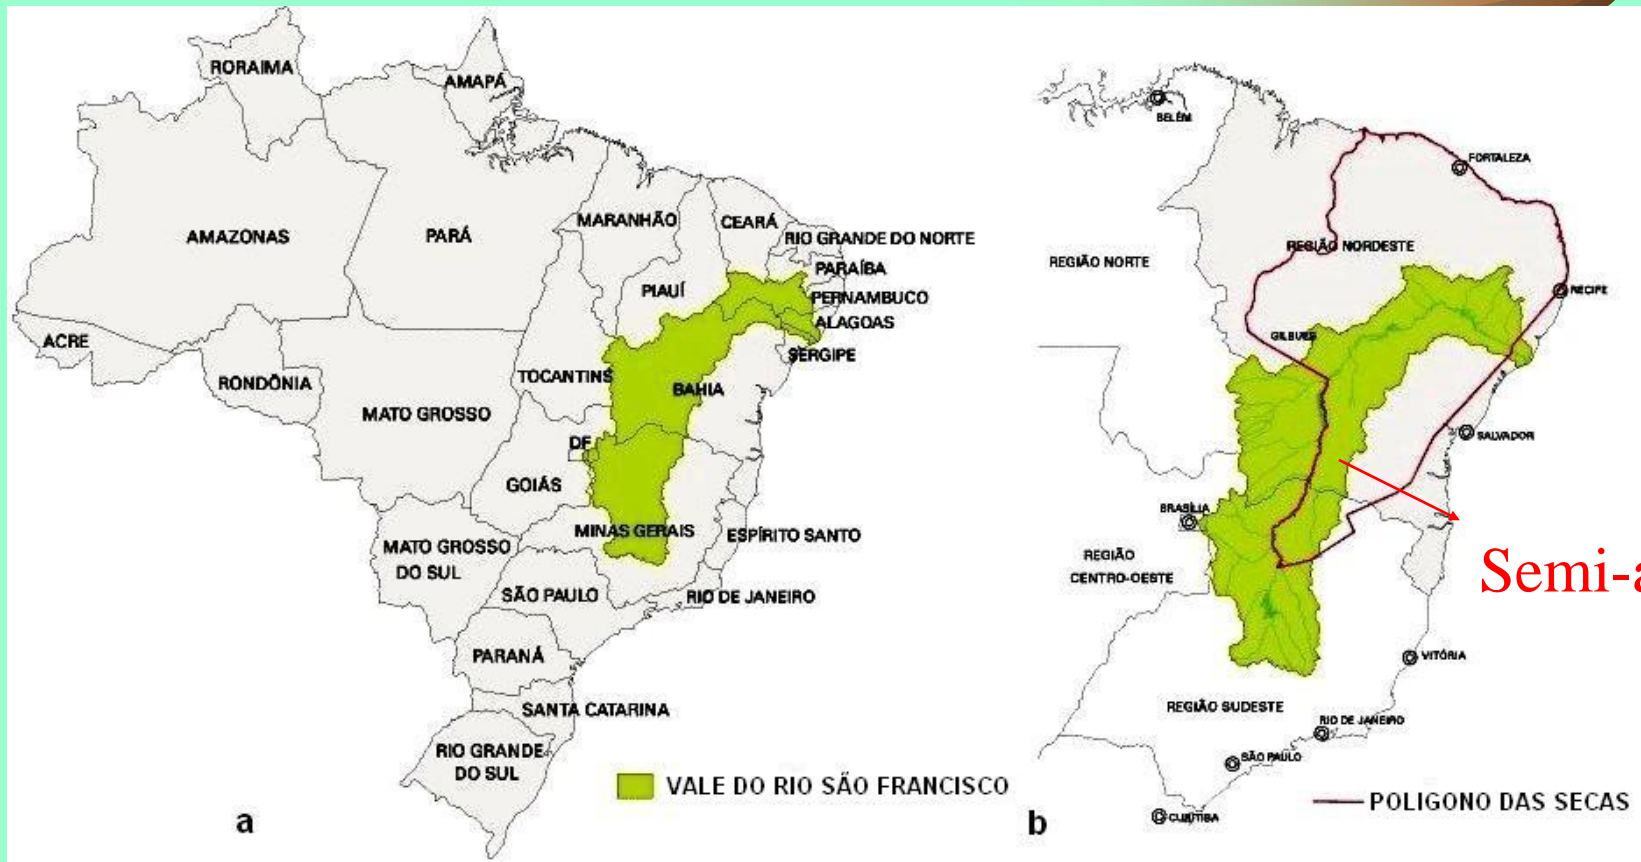 RORAIMA
AMAPÁ
AMAZONAS
PARÁ
MARANHÃO
CEARÁ
RIO GRANDE DO NORTE
PARAÍBA
PIAUÍ
PERNAMBUCO
ALAGOAS
SERGIPE
ACRE
RONDÔNIA
TOCANTINS
BAHIA
MATO GROSSO
DF
GOIÁS
MINAS GERAIS
ESPÍRITO SANTO
MATO GROSSO
DO SUL
SÃO PAULO
RIO DE JANEIRO
PARANÁ
SANTA CATARINA
RIO GRANDE
DO SUL
VALE DO RIO SÃO FRANCISCO
a
BELÉM
FORTALEZA
REGIÃO NORDESTE
REGIÃO NORTE
RECIFE
GILBUES
SALVADOR
BRASÍLIA
REGIÃO
CENTRO-OESTE
Semi-a
VITÓRIA
REGIÃO SUDESTE
RIO DE JANEIRO
SÃO PAULO
CURITIBA
POLIGONO DAS SECAS
b